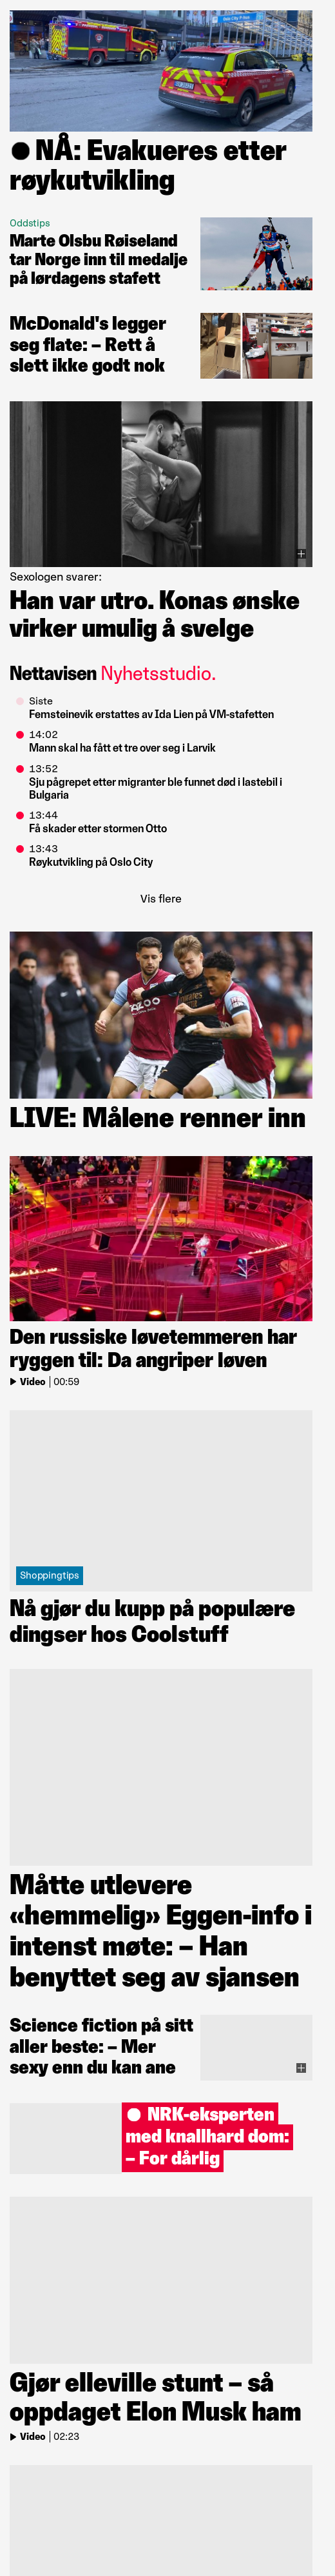 NÅ: Evakueres etter
røykutvikling
Oddstips
Marte Olsbu Røiseland
tar Norge inn til medalje
på lørdagens stafett
McDonald's legger
seg flate: – Rett å
slett ikke godt nok
Sexologen svarer:
Han var utro. Konas ønske
virker umulig å svelge
Nettavisen Nyhetsstudio.
Siste
Femsteinevik erstattes av Ida Lien på VM-stafetten
14:02
Mann skal ha fått et tre over seg i Larvik
13:52
Sju pågrepet etter migranter ble funnet død i lastebil i
Bulgaria
13:44
Få skader etter stormen Otto
13:43
Røykutvikling på Oslo City
Vis flere
LIVE: Målene renner inn
Den russiske løvetemmeren har
ryggen til: Da angriper løven
Video | 00:59
Shoppingtips
Nå gjør du kupp på populære
dingser hos Coolstuff
Måtte utlevere
«hemmelig» Eggen-info i
intenst møte: – Han
benyttet seg av sjansen
Science fiction på sitt
aller beste: – Mer
sexy enn du kan ane
NRK-eksperten
med knallhard dom:
– For dårlig
Gjør elleville stunt – så
oppdaget Elon Musk ham
Video | 02:23